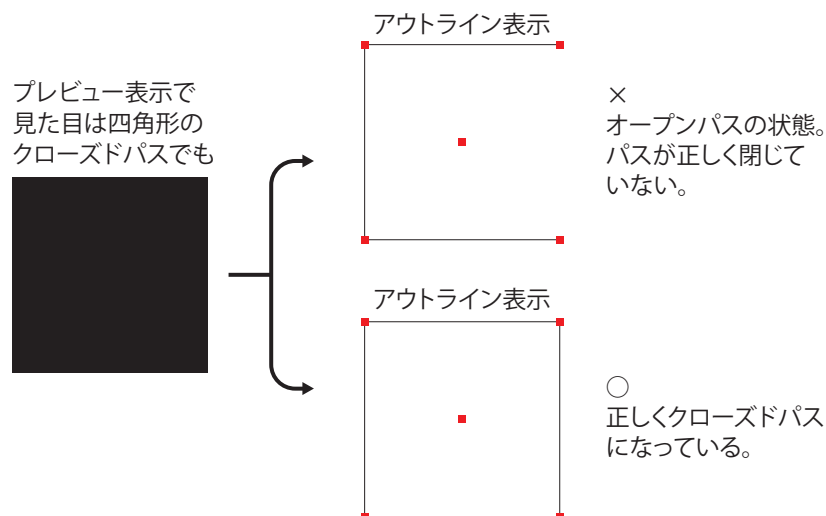 プレビュー表示で
見た目は四角形の
クローズドパスでも
アウトライン表示
×
オープンパスの状態。
パスが正しく閉じて
いない。
アウトライン表示
○
正しくクローズドパス
になっている。